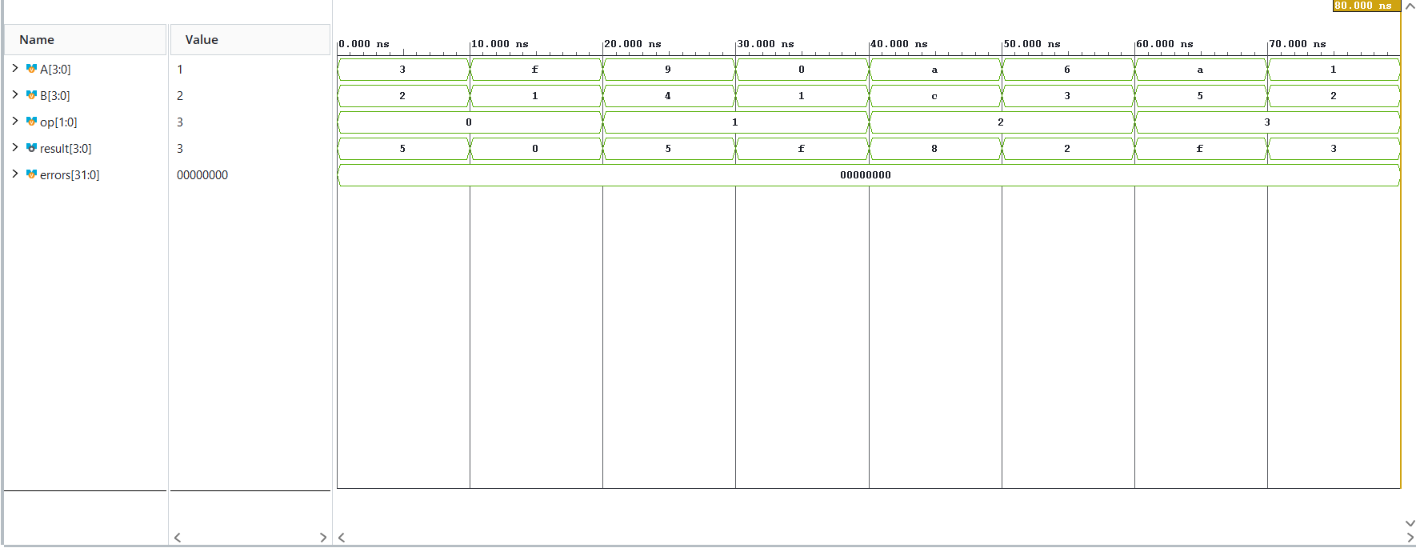 80.000 ns
Name Value
0.000 ns 10.000 ns 20.000 ns 30.000 ns 40.000 ns 50.000 ns 60.000 ns 70.000 ns
A[3:0] 1 3 f 9 0 a 6 a 1
B[3:0] 2 2 1 4 1 c 3 5 2
op[1:0] 3 0 1 2 3
result[3:0] 3 5 0 5 f 8 2 f 3
errors[31:0] 00000000 00000000